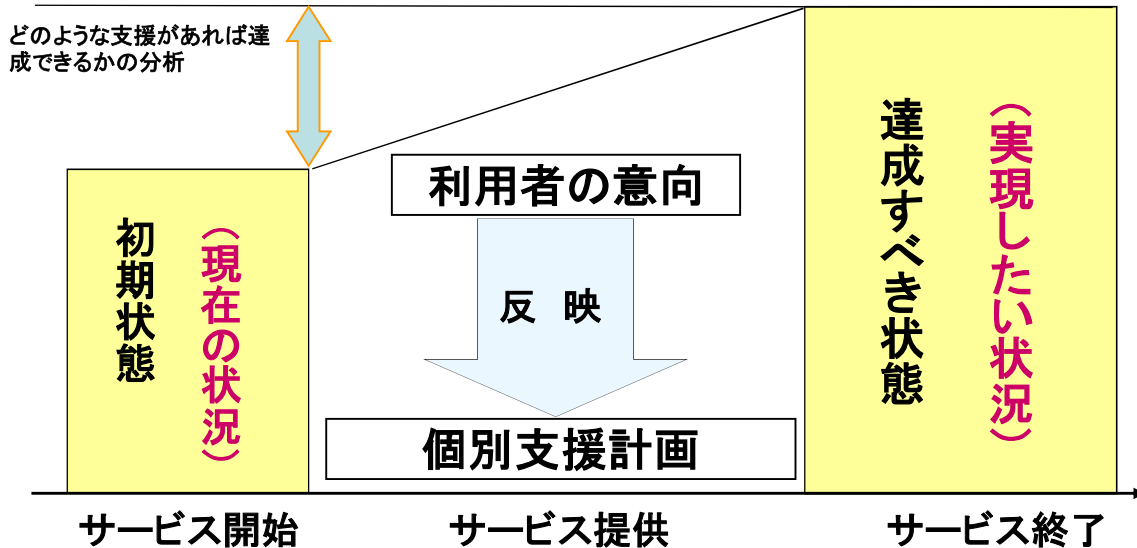 どのような支援があれば達
成できるかの分析
利用者の意向
初期状態
（現在の状況）
反　映
達成すべき状態
（実現したい状況）
個別支援計画
サービス開始
サービス提供
サービス終了